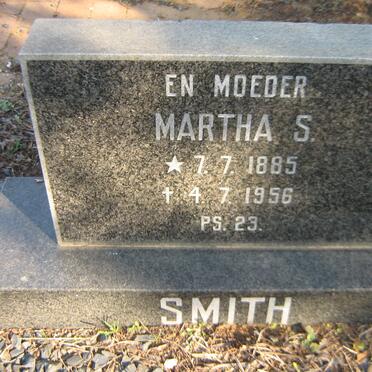 EN MOEDER
MARTHA S.
★ 7. 7. 1885
✝ 4. 7. 1956
PS. 23.
SMITH